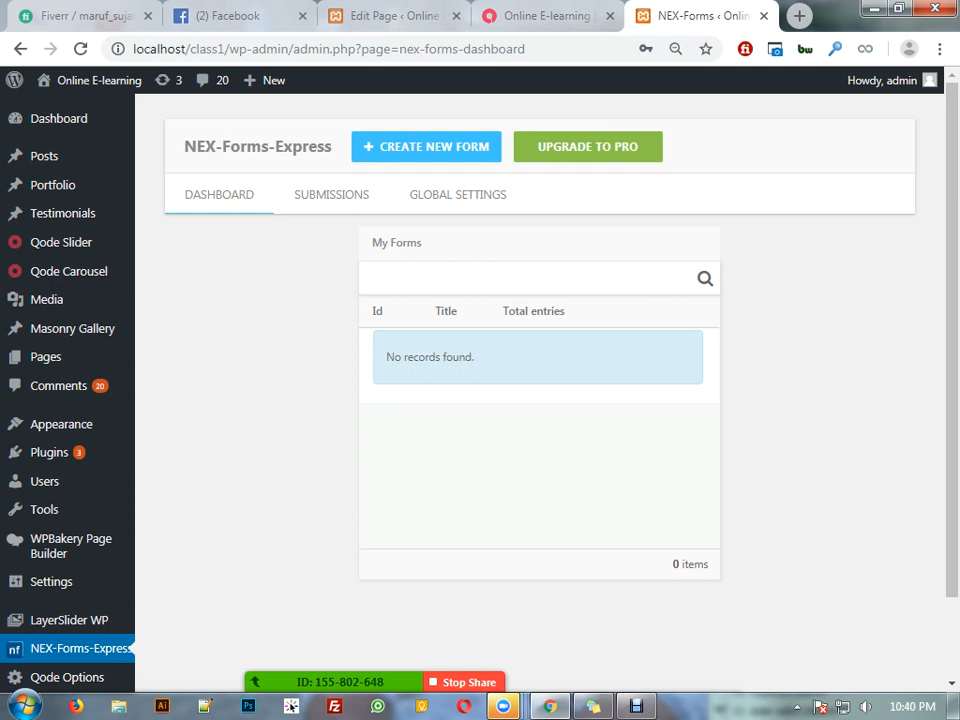 Fiverr / maruf_suja
(2) Facebook
Edit Page ‹ Online
Online E-learning
NEX-Forms ‹ Onlin
localhost/class1/wp-admin/admin.php?page=nex-forms-dashboard
Online E-learning
3
20
New
Howdy, admin
Dashboard
Posts
Portfolio
Testimonials
Qode Slider
Qode Carousel
Media
Masonry Gallery
Pages
Comments 20
Appearance
Plugins 3
Users
Tools
WPBakery Page
Builder
Settings
LayerSlider WP
nf NEX-Forms-Express
Qode Options
NEX-Forms-Express
+ CREATE NEW FORM
UPGRADE TO PRO
DASHBOARD
SUBMISSIONS
GLOBAL SETTINGS
My Forms
Id
Title
Total entries
No records found.
0 items
ID: 155-802-648
Stop Share
10:40 PM